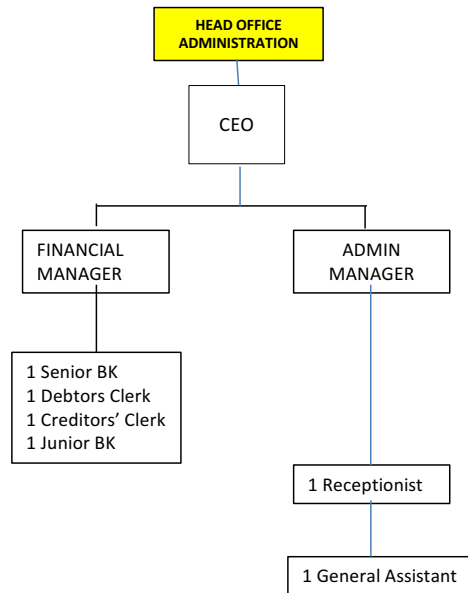 HEAD OFFICE
ADMINISTRATION
CEO
FINANCIAL
MANAGER
ADMIN
MANAGER
1 Senior BK
1 Debtors Clerk
1 Creditors’ Clerk
1 Junior BK
1 Receptionist
1 General Assistant